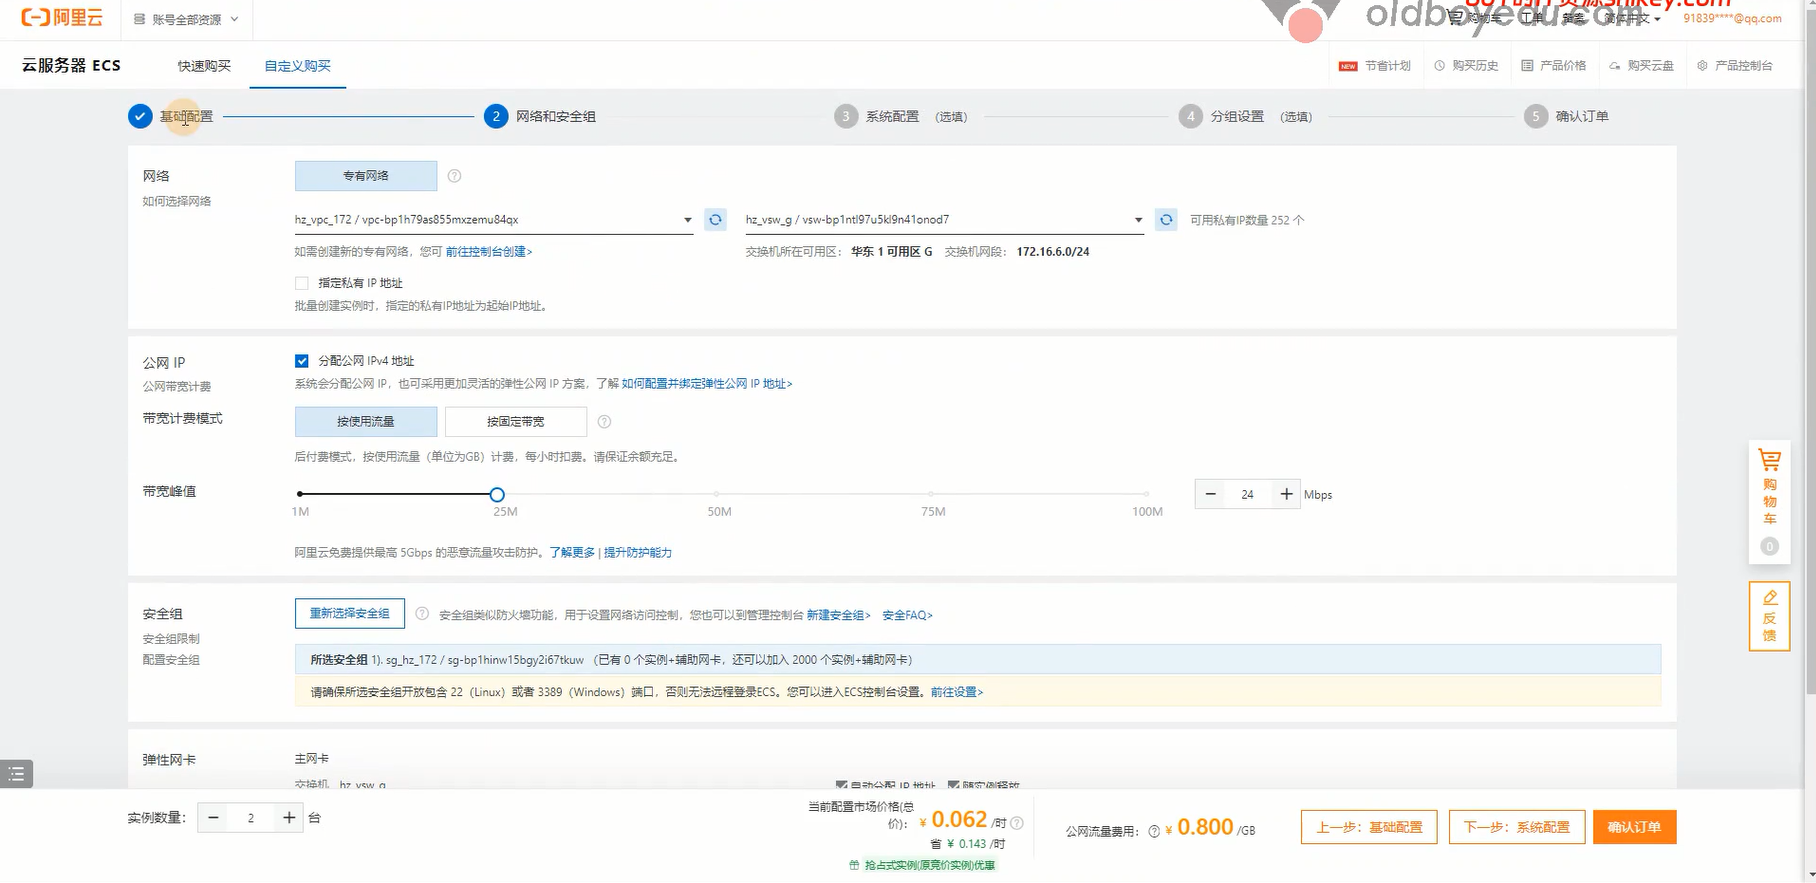 阿里云 账号全部资源 购物车 工单 备案 简体中文 91839****@qq.com
oldboyedu.com
云服务器 ECS 快速购买 自定义购买 NEW 节省计划 购买历史 产品价格 购买云盘 产品控制台
基础配置 2 网络和安全组 3 系统配置 (选填) 4 分组设置 (选填) 5 确认订单
网络 专有网络
如何选择网络
hz_vpc_172 / vpc-bp1h79as855mxzemu84qx hz_vsw_g / vsw-bp1ntl97u5kl9n41onod7 可用私有IP数量 252 个
如需创建新的专有网络，您可 前往控制台创建> 交换机所在可用区： 华东 1 可用区 G 交换机网段： 172.16.6.0/24
指定私有 IP 地址
批量创建实例时，指定的私有IP地址为起始IP地址。
公网 IP 分配公网 IPv4 地址
公网带宽计费 系统会分配公网 IP，也可采用更加灵活的弹性公网 IP 方案，了解 如何配置并绑定弹性公网 IP 地址>
带宽计费模式 按使用流量 按固定带宽
后付费模式，按使用流量（单位为GB）计费，每小时扣费。请保证余额充足。
带宽峰值 24 Mbps
1M 25M 50M 75M 100M
阿里云免费提供最高 5Gbps 的恶意流量攻击防护。了解更多 | 提升防护能力
购物车
0
反馈
安全组 重新选择安全组 安全组类似防火墙功能，用于设置网络访问控制，您也可以到管理控制台 新建安全组> 安全FAQ>
安全组限制
配置安全组 所选安全组 1). sg_hz_172 / sg-bp1hinw15bgy2i67tkuw （已有 0 个实例+辅助网卡，还可以加入 2000 个实例+辅助网卡）
请确保所选安全组开放包含 22（Linux）或者 3389（Windows）端口，否则无法远程登录ECS。您可以进入ECS控制台设置。前往设置>
弹性网卡 主网卡
交换机 hz_vsw_g 自动分配 IP 地址 随实例释放
实例数量： 2 台 当前配置市场价格(总价)： ¥ 0.062 /时 公网流量费用： ¥ 0.800 /GB 上一步：基础配置 下一步：系统配置 确认订单
省 ¥ 0.143 /时
抢占式实例(原竞价实例)优惠